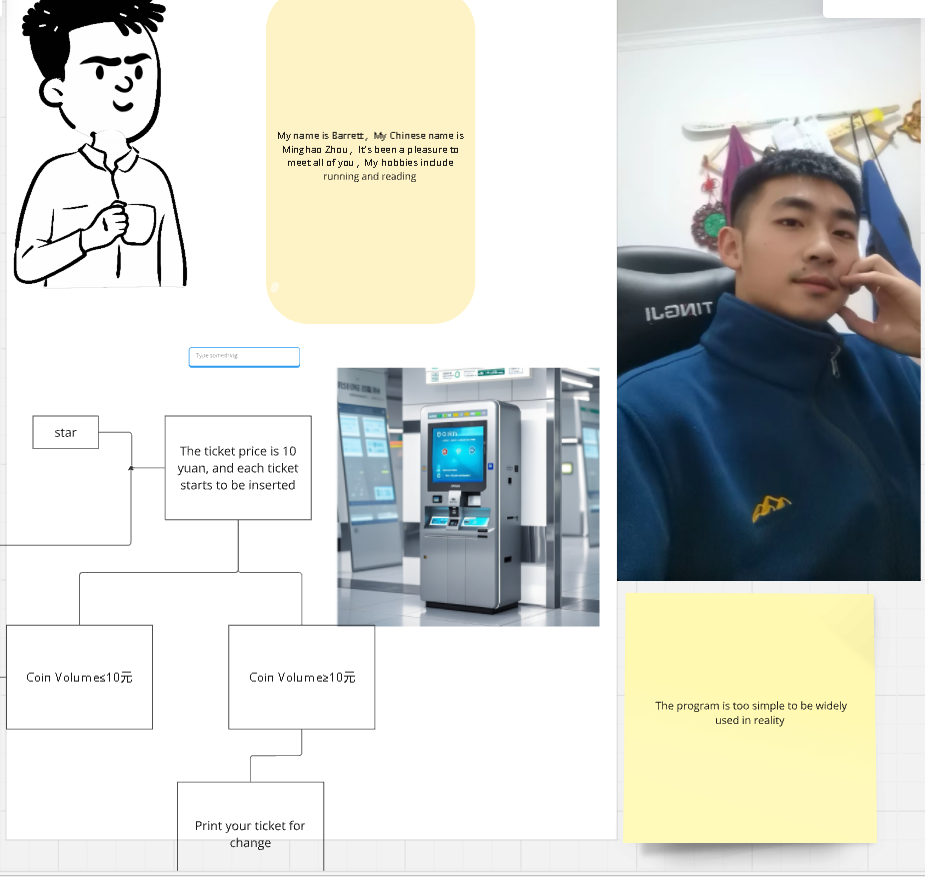 My name is Barrett, My Chinese name is
Minghao Zhou, It's been a pleasure to
meet all of you, My hobbies include
running and reading
TINGJI
Type something
star
The ticket price is 10
yuan, and each ticket
starts to be inserted
Coin Volume≤10元
Coin Volume≥10元
Print your ticket for
change
The program is too simple to be widely
used in reality